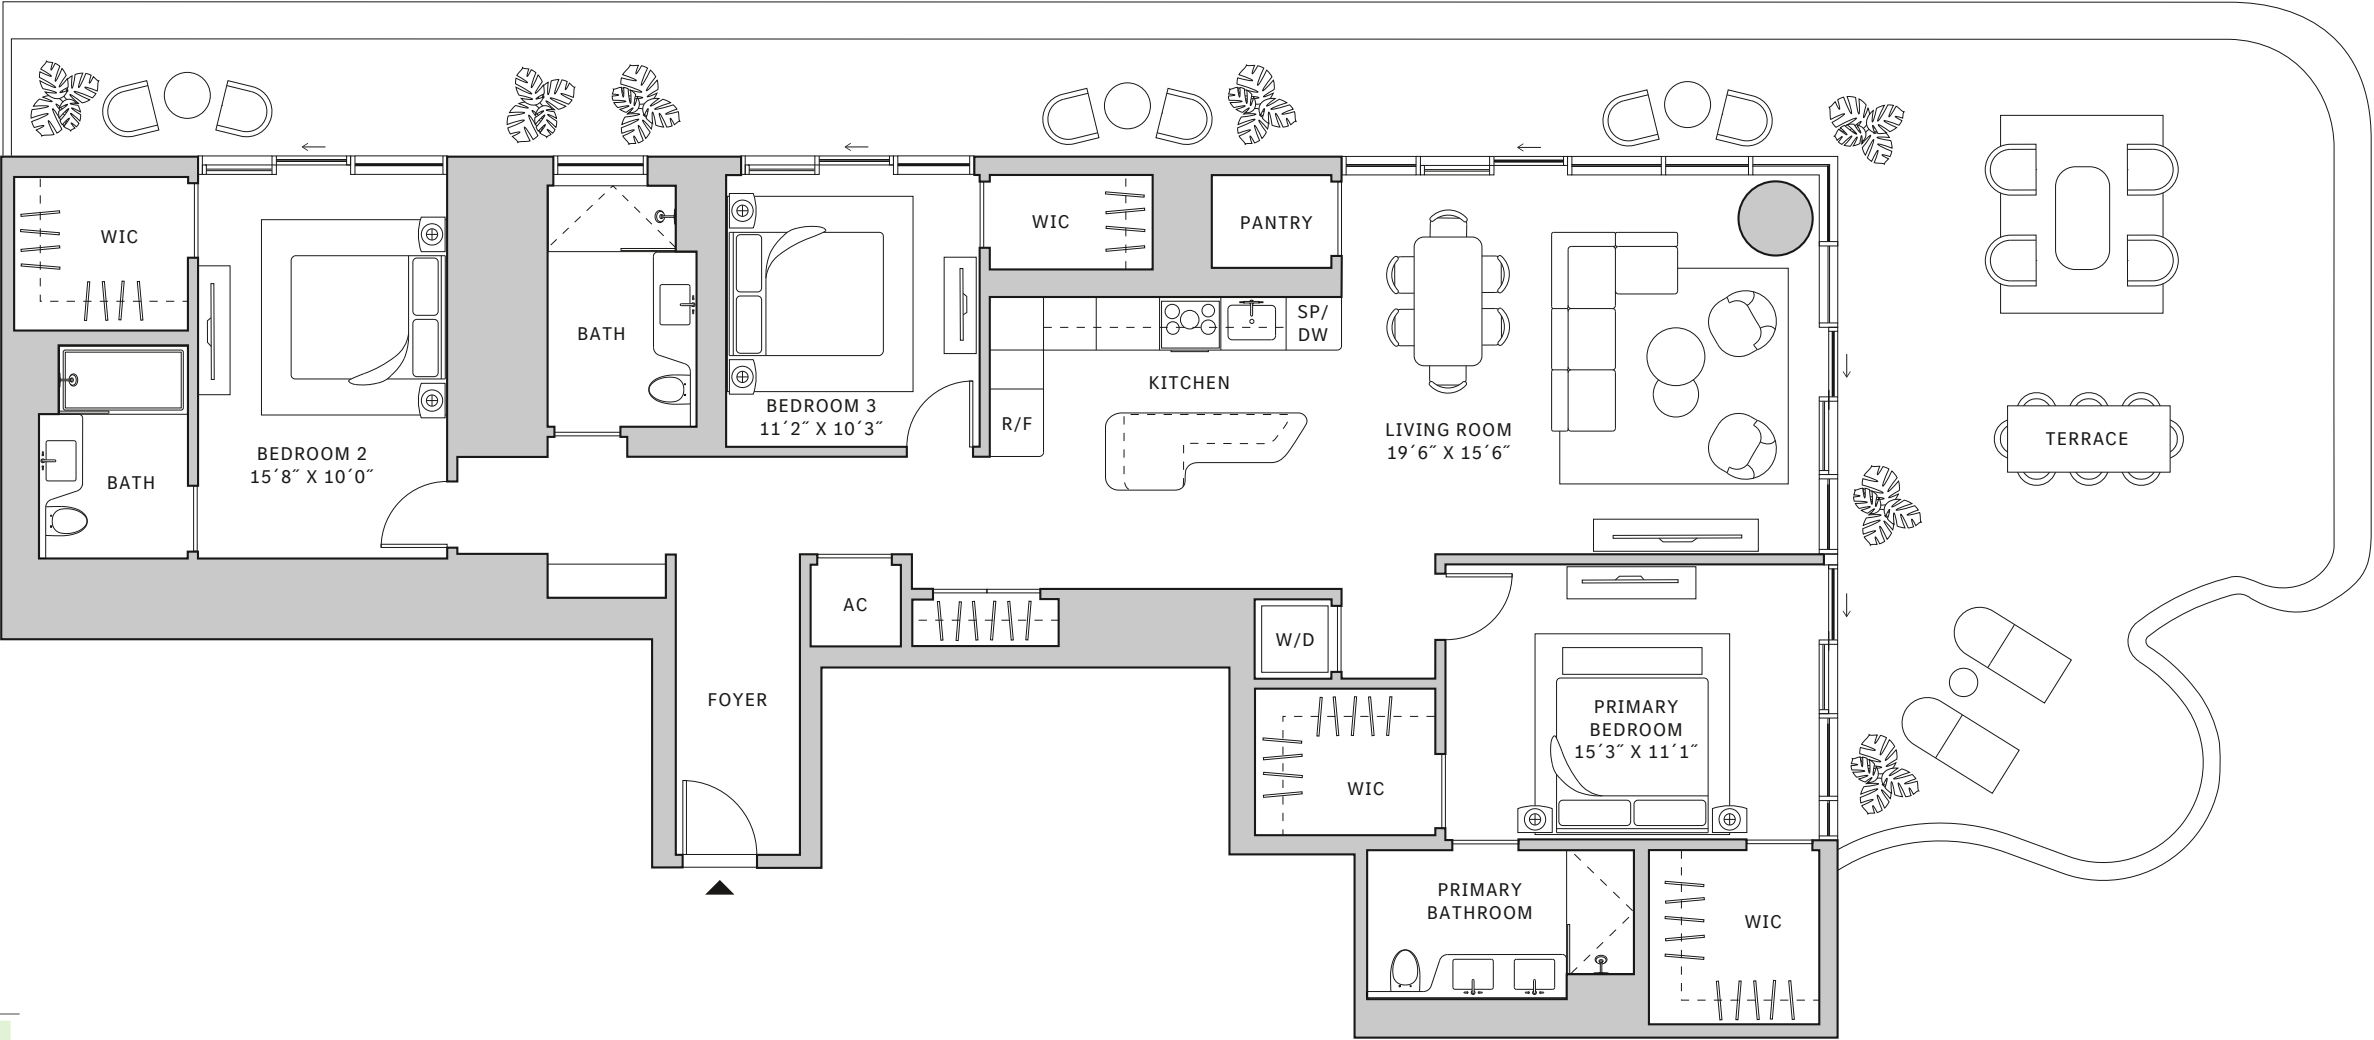 WIC
WIC
PANTRY
SP/
DW
BATH
KITCHEN
BEDROOM 3
11´2˝ X 10´3˝
R/F
LIVING ROOM
19´6˝ X 15´6˝
TERRACE
BEDROOM 2
15´8˝ X 10´0˝
BATH
AC
W/D
FOYER
PRIMARY
BEDROOM
15´3˝ X 11´1˝
WIC
PRIMARY
BATHROOM
WIC